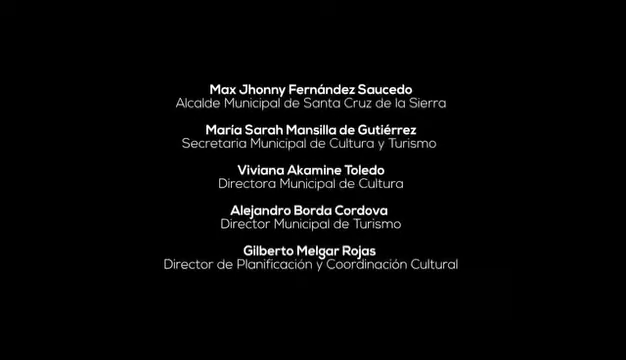 Max Jhonny Fernández Saucedo
Alcalde Municipal de Santa Cruz de la Sierra
María Sarah Mansilla de Gutiérrez
Secretaria Municipal de Cultura y Turismo
Viviana Akamine Toledo
Directora Municipal de Cultura
Alejandro Borda Cordova
Director Municipal de Turismo
Gilberto Melgar Rojas
Director de Planificación y Coordinación Cultural